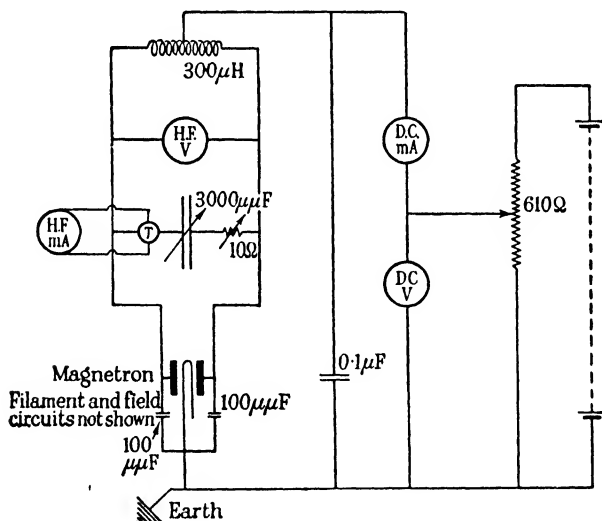 300μH
H.F.
V
D.C.
mA
3000μμF
610Ω
H.F
mA
T
10Ω
DC
V
Magnetron
Filament and field
circuits not shown
100μμF
0·1μF
100
μμF
Earth